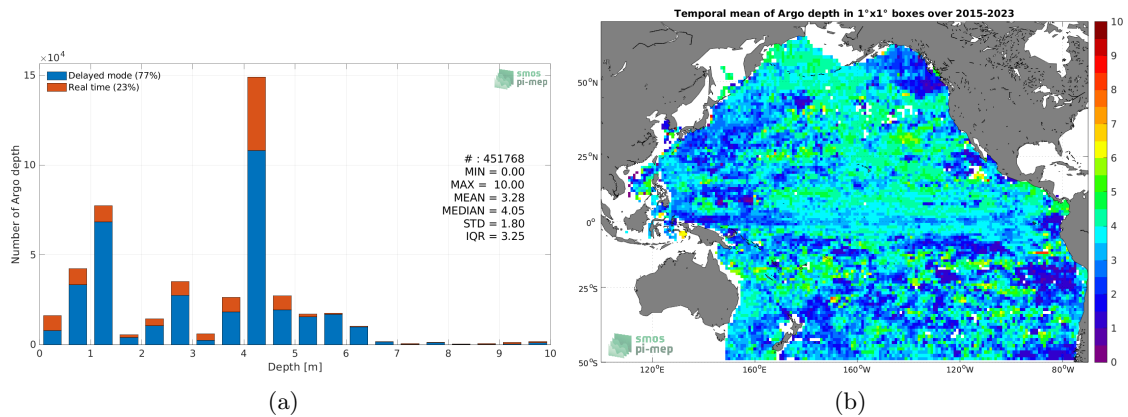 ×10⁴
Delayed mode (77%)
Real time (23%)
smos
pi-mep
15
10
5
0
Number of Argo depth
# : 451768
MIN = 0.00
MAX = 10.00
MEAN = 3.28
MEDIAN = 4.05
STD = 1.80
IQR = 3.25
0 1 2 3 4 5 6 7 8 9 10
Depth [m]
(a)
Temporal mean of Argo depth in 1°x1° boxes over 2015-2023
50°N
25°N
0°
25°S
50°S
120°E 160°E 160°W 120°W 80°W
smos
pi-mep
10
9
8
7
6
5
4
3
2
1
0
(b)